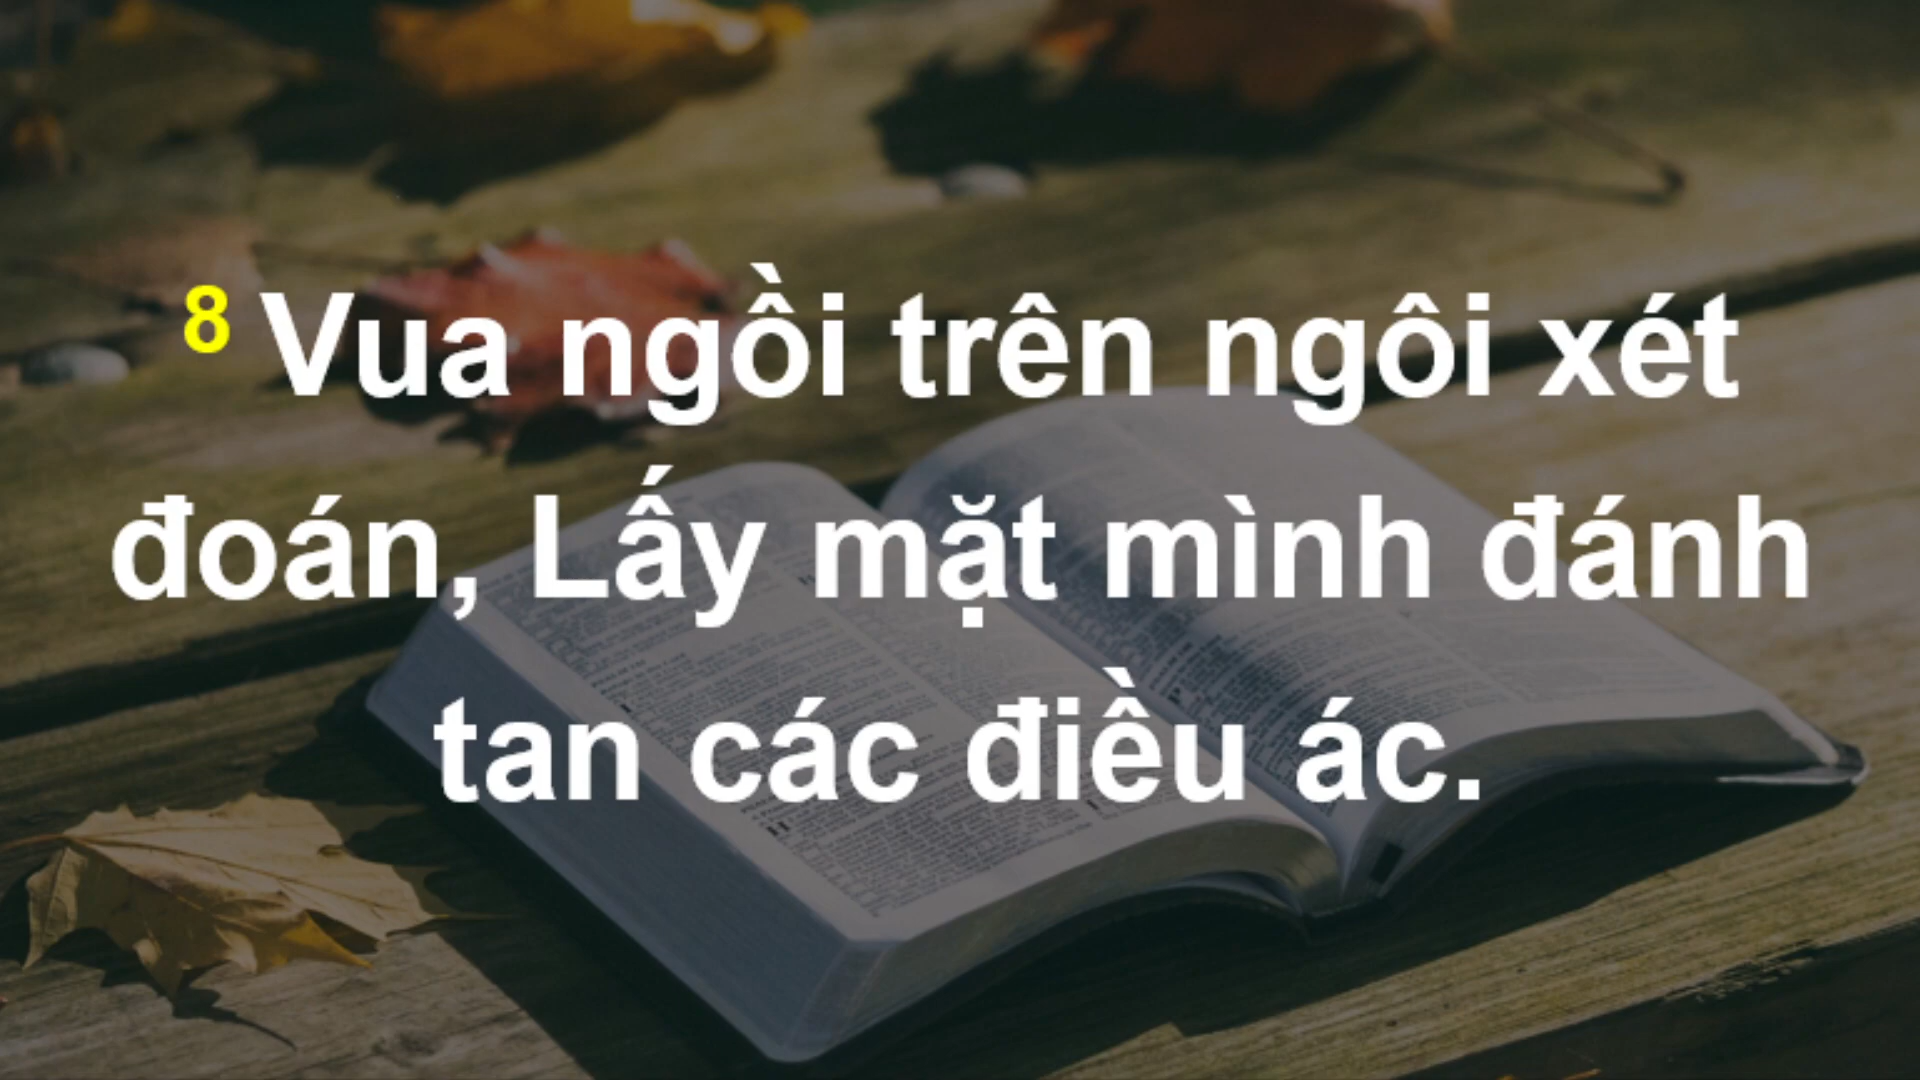 8 Vua ngồi trên ngôi xét
đoán, Lấy mặt mình đánh
tan các điều ác.